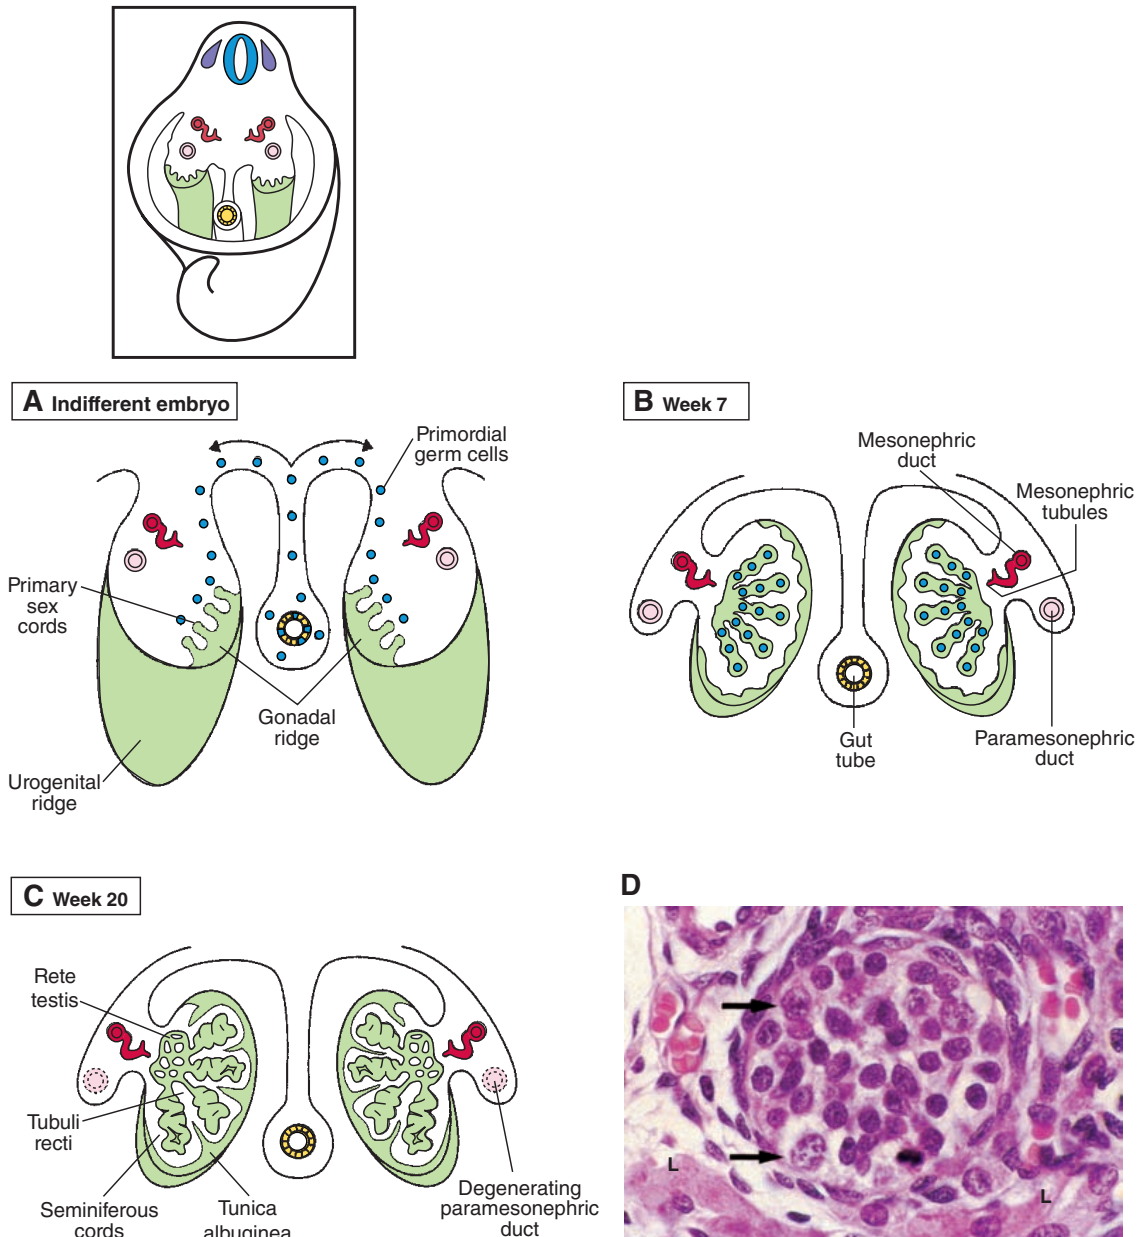 A Indifferent embryo
Primordial
germ cells
Primary
sex
cords
Gonadal
ridge
Urogenital
ridge
B Week 7
Mesonephric
duct
Mesonephric
tubules
Gut
tube
Paramesonephric
duct
C Week 20
Rete
testis
Tubuli
recti
Seminiferous
cords
Tunica
albuginea
Degenerating
paramesonephric
duct
D
L
L